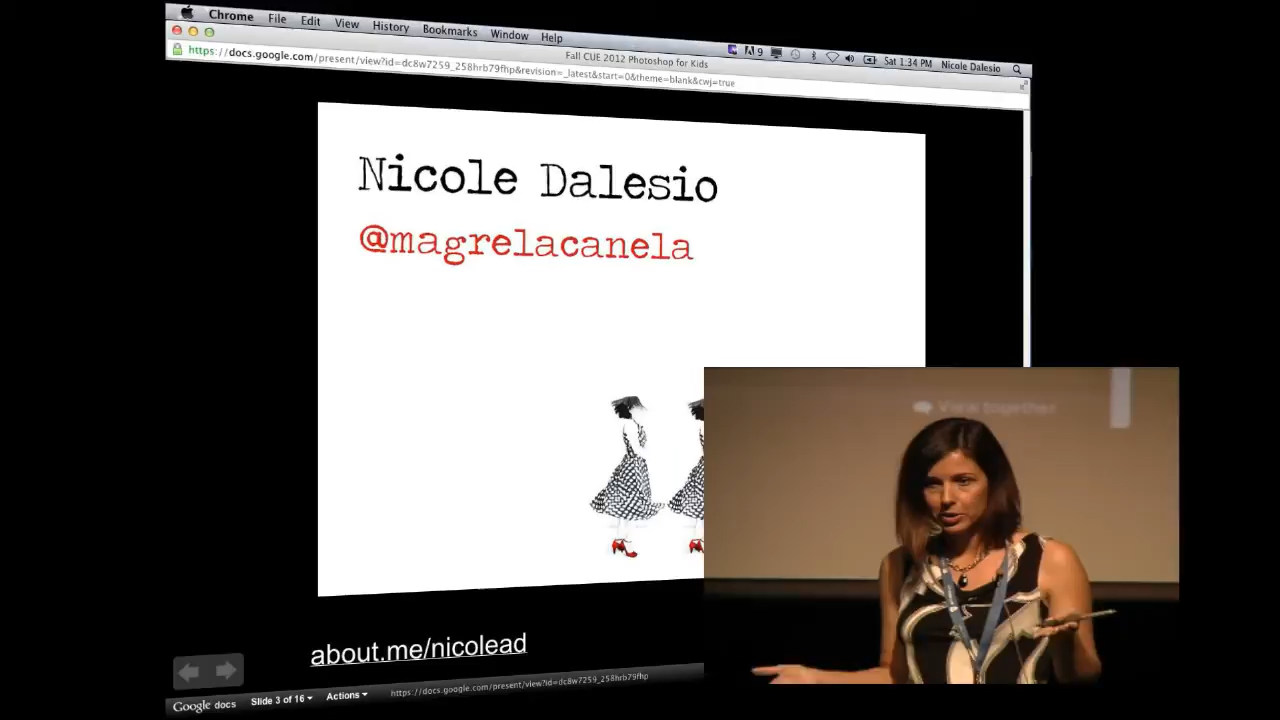 Chrome File Edit View History Bookmarks Window Help 9 Sat 1:34 PM Nicole Dalesio
Fall CUE 2012 Photoshop for Kids
https://docs.google.com/present/view?id=dc8w7259_258hrb79fhp&revision=_latest&start=0&theme=blank&cwj=true
Nicole Dalesio
@magrelacanela
View together
about.me/nicolead
Google docs Slide 3 of 16 Actions https://docs.google.com/present/view?id=dc8w7259_258hrb79fhp